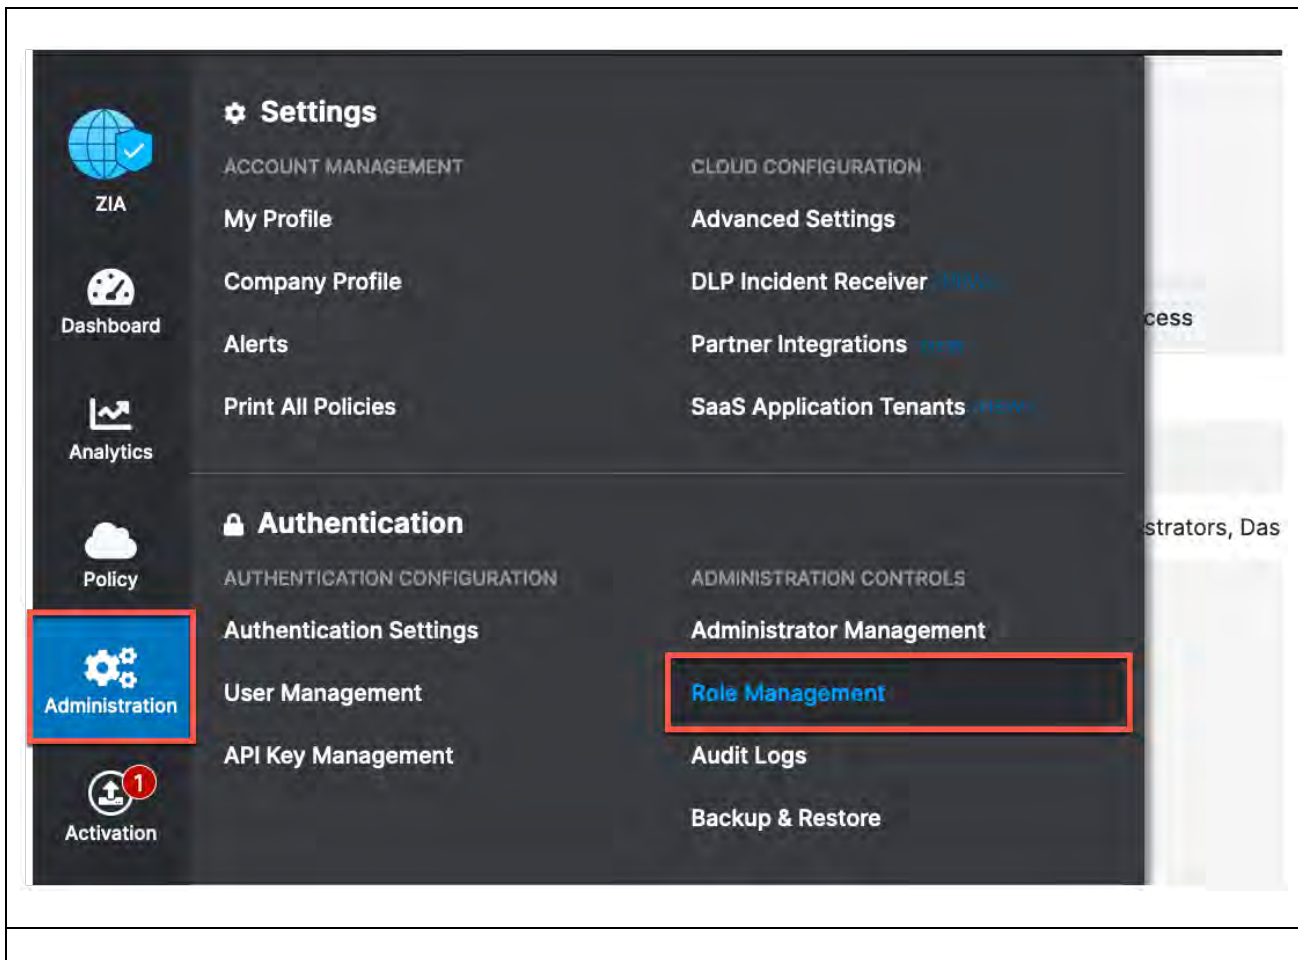 Settings
ACCOUNT MANAGEMENT
My Profile
Company Profile
Alerts
Print All Policies
CLOUD CONFIGURATION
Advanced Settings
DLP Incident Receiver
Partner Integrations
SaaS Application Tenants
Authentication
AUTHENTICATION CONFIGURATION
Authentication Settings
User Management
API Key Management
ADMINISTRATION CONTROLS
Administrator Management
Role Management
Audit Logs
Backup & Restore
ZIA
Dashboard
Analytics
Policy
Administration
1
Activation
cess
strators, Das